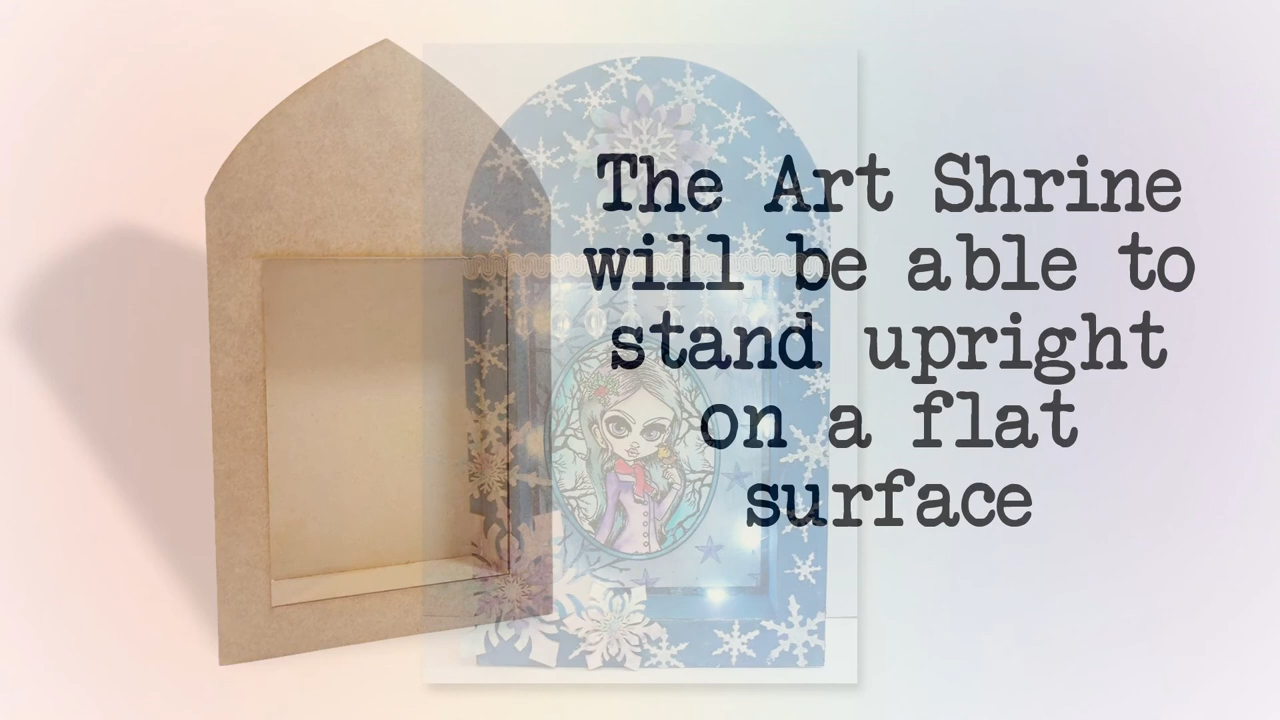 The Art Shrine
will be able to
stand upright
on a flat
surface